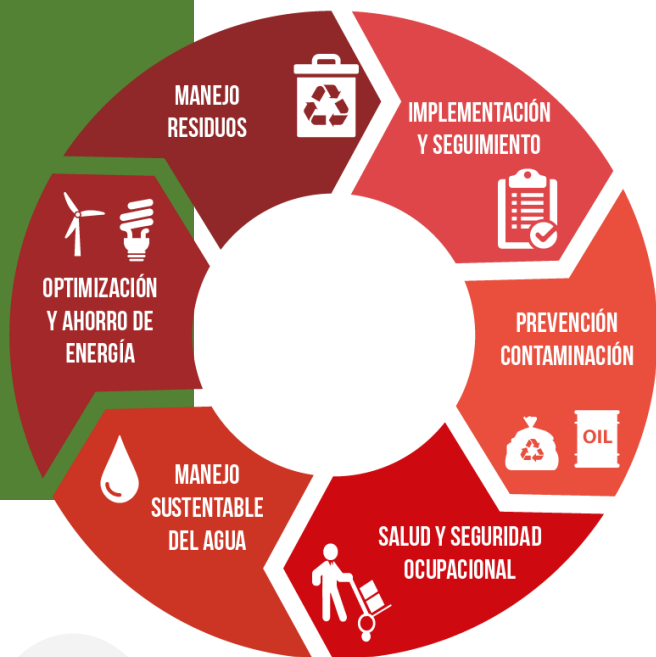 MANEJO
RESIDUOS
IMPLEMENTACIÓN
Y SEGUIMIENTO
PREVENCIÓN
CONTAMINACIÓN
OIL
SALUD Y SEGURIDAD
OCUPACIONAL
MANEJO
SUSTENTABLE
DEL AGUA
OPTIMIZACIÓN
Y AHORRO DE
ENERGÍA